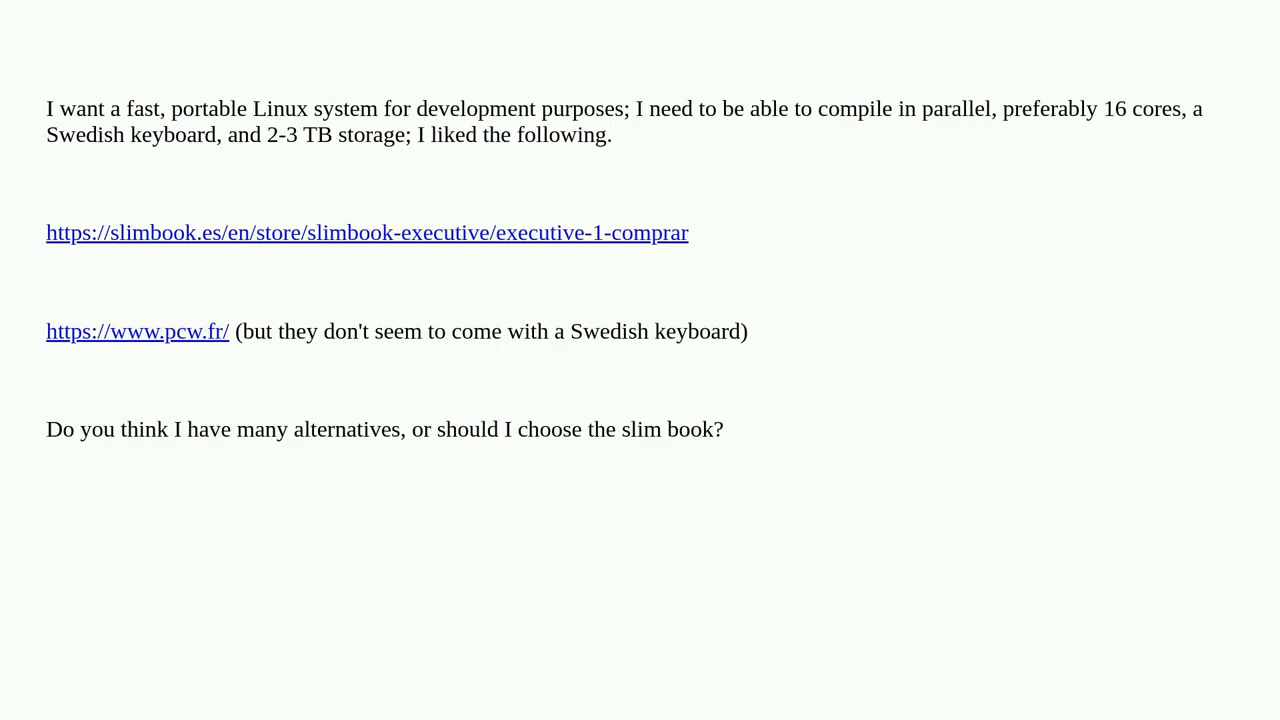 I want a fast, portable Linux system for development purposes; I need to be able to compile in parallel, preferably 16 cores, a
Swedish keyboard, and 2-3 TB storage; I liked the following.
https://slimbook.es/en/store/slimbook-executive/executive-1-comprar
https://www.pcw.fr/ (but they don't seem to come with a Swedish keyboard)
Do you think I have many alternatives, or should I choose the slim book?